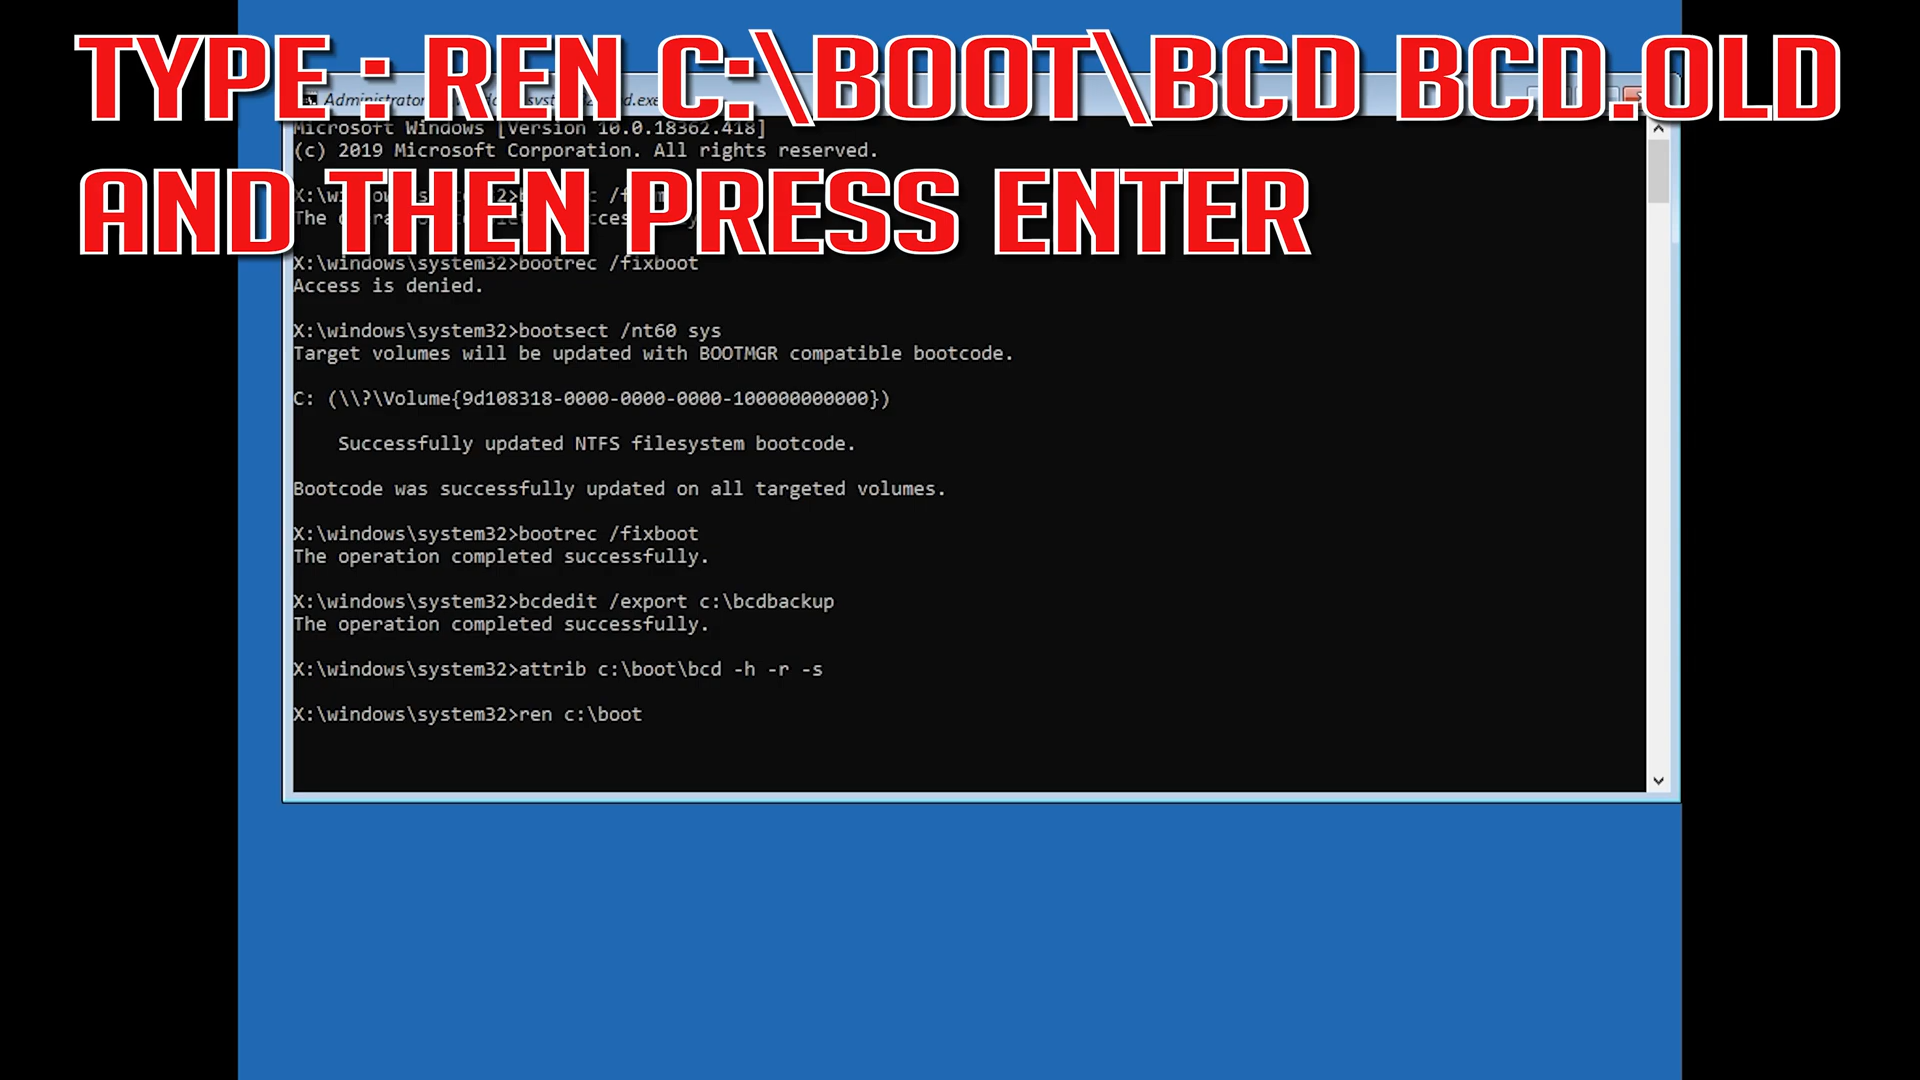 TYPE : REN C:\BOOT\BCD BCD.OLD
Administrator
Microsoft Windows [Version 10.0.18362.418]
(c) 2019 Microsoft Corporation. All rights reserved.
AND THEN PRESS ENTER
X:\windows\system32>bootrec /fixboot
Access is denied.
X:\windows\system32>bootsect /nt60 sys
Target volumes will be updated with BOOTMGR compatible bootcode.
C: (\\?\Volume{9d108318-0000-0000-0000-100000000000})
Successfully updated NTFS filesystem bootcode.
Bootcode was successfully updated on all targeted volumes.
X:\windows\system32>bootrec /fixboot
The operation completed successfully.
X:\windows\system32>bcdedit /export c:\bcdbackup
The operation completed successfully.
X:\windows\system32>attrib c:\boot\bcd -h -r -s
X:\windows\system32>ren c:\boot